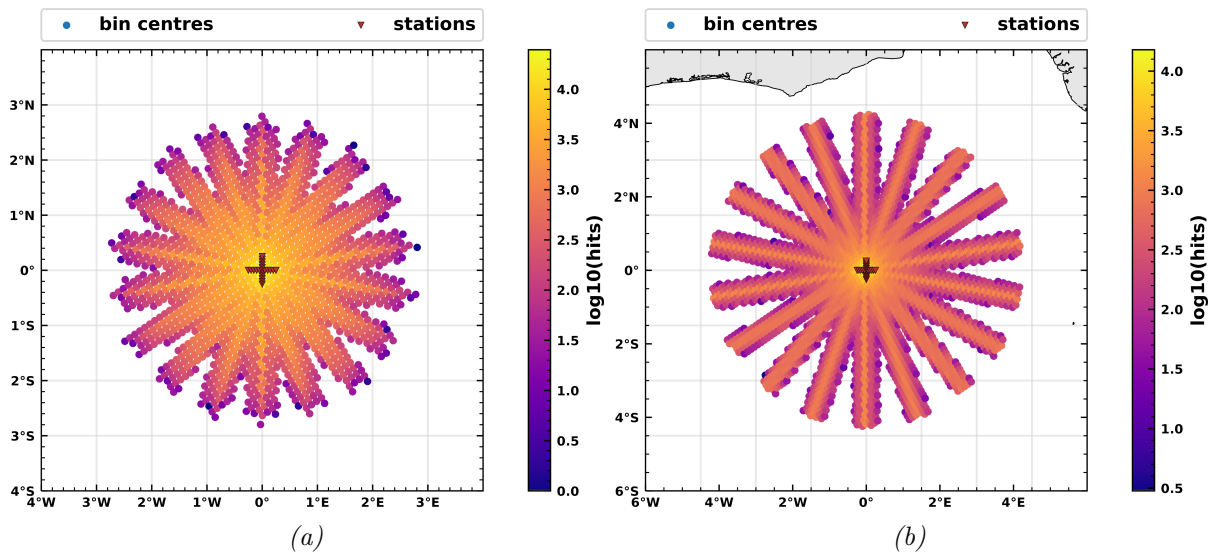 bin centres stations
3°N
2°N
1°N
0°
1°S
2°S
3°S
4°S
4°W 3°W 2°W 1°W 0° 1°E 2°E 3°E
4.0
3.5
3.0
2.5
2.0
1.5
1.0
0.5
0.0
log10(hits)
(a)
bin centres stations
4°N
2°N
0°
2°S
4°S
6°S
6°W 4°W 2°W 0° 2°E 4°E
4.0
3.5
3.0
2.5
2.0
1.5
1.0
0.5
log10(hits)
(b)